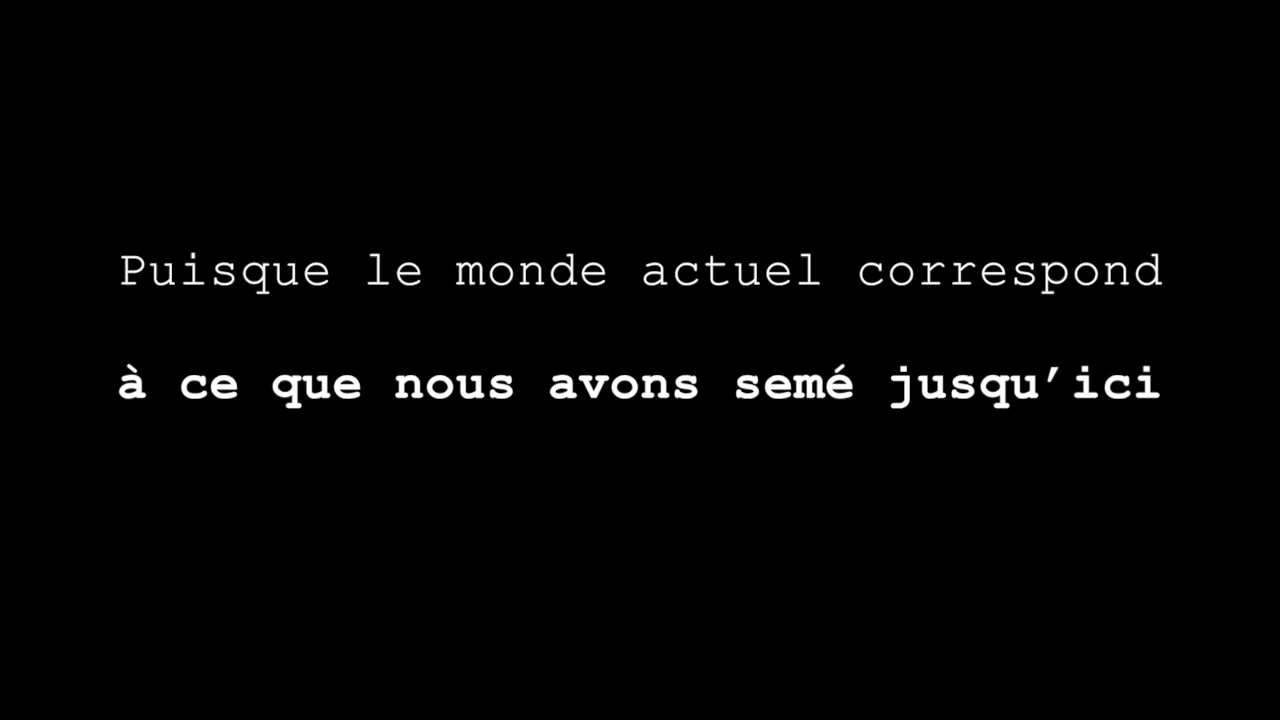 Puisque le monde actuel correspond
à ce que nous avons semé jusqu’ici